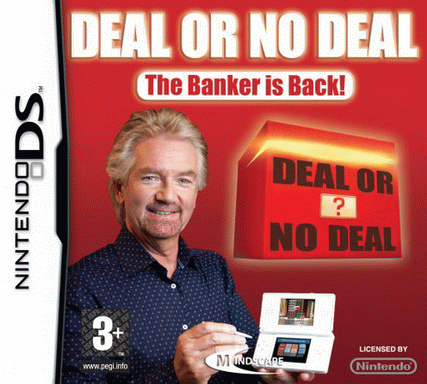 DEAL OR NO DEAL
The Banker is Back!
NINTENDO DS™
DEAL OR
?
NO DEAL
3+
www.pegi.info
MINDSCAPE
LICENSED BY
Nintendo